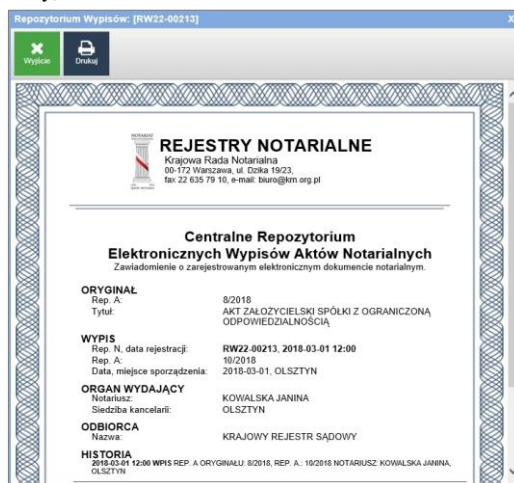 Repozytorium Wypisów: [RW22-00213]
X
Wyjście
Drukuj
NOTARIAT
REJESTRY NOTARIALNE
Krajowa Rada Notarialna
00-172 Warszawa, ul. Dzika 19/23,
fax 22 635 79 10, e-mail: biuro@krn.org.pl
Centralne Repozytorium
Elektronicznych Wypisów Aktów Notarialnych
Zawiadomienie o zarejestrowanym elektronicznym dokumencie notarialnym.
ORYGINAŁ
Rep. A: 8/2018
Tytuł: AKT ZAŁOŻYCIELSKI SPÓŁKI Z OGRANICZONĄ
ODPOWIEDZIALNOŚCIĄ
WYPIS
Rep. N, data rejestracji: RW22-00213, 2018-03-01 12:00
Rep. A: 10/2018
Data, miejsce sporządzenia: 2018-03-01, OLSZTYN
ORGAN WYDAJĄCY
Notariusz: KOWALSKA JANINA
Siedziba kancelarii: OLSZTYN
ODBIORCA
Nazwa: KRAJOWY REJESTR SĄDOWY
HISTORIA
2018-03-01 12:00 WPIS REP. A ORYGINAŁU: 8/2018, REP. A.: 10/2018 NOTARIUSZ: KOWALSKA JANINA,
OLSZTYN